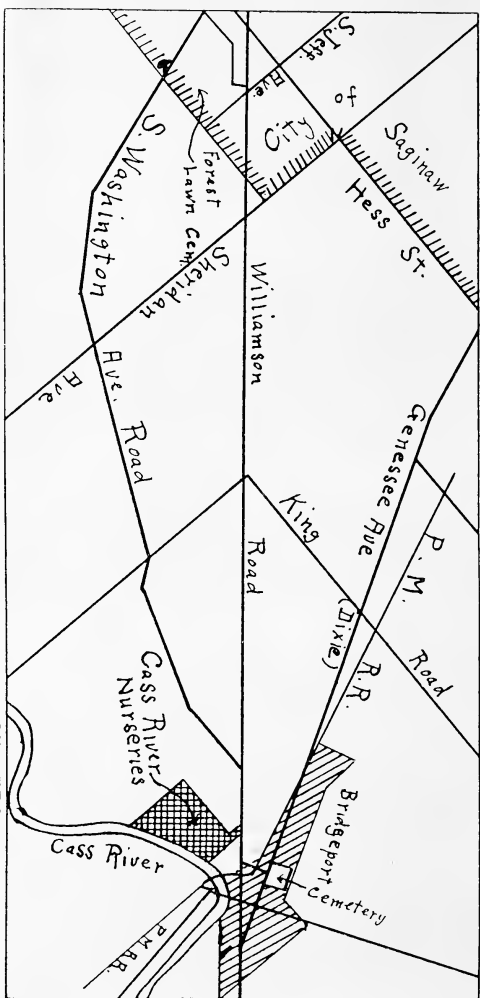 S. Jeff.
Ave.
of
City
Saginaw
Hess St.
Forest
Lawn Cem.
S. Washington
Ave. Road
Sheridan
Ave
Williamson
Road
Genessee Ave
(Dixie)
King
Road
P. M.
R.R.
Cass River
Nurseries
Bridgeport
Cemetery
Cass River
P.M.R.R.